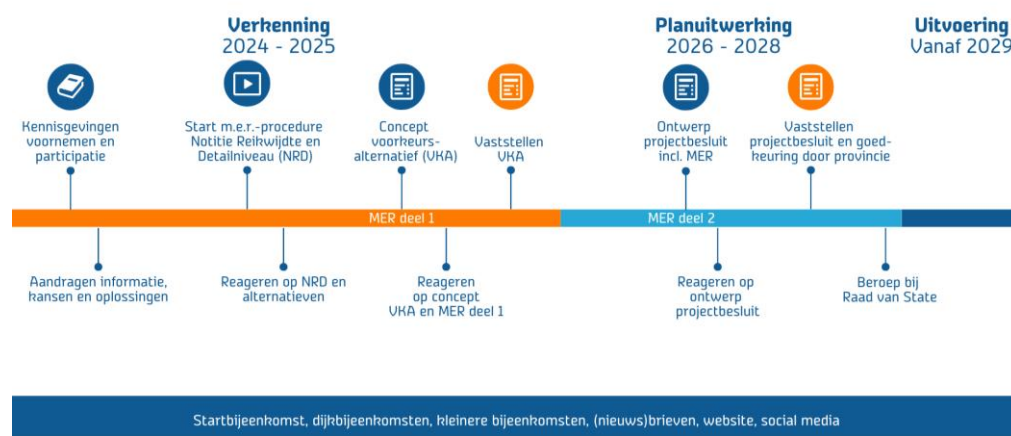 Verkenning
2024 - 2025
Planuitwerking
2026 - 2028
Uitvoering
Vanaf 2029
Kennisgevingen
voornemen en
participatie
Start m.e.r.-procedure
Notitie Reikwijdte en
Detailniveau (NRD)
Concept
voorkeurs-
alternatief (VKA)
Vaststellen
VKA
Ontwerp
projectbesluit
incl. MER
Vaststellen
projectbesluit en goed-
keuring door provincie
MER deel 1
MER deel 2
Aandragen informatie,
kansen en oplossingen
Reageren op NRD en
alternatieven
Reageren
op concept
VKA en MER deel 1
Reageren op
ontwerp
projectbesluit
Beroep bij
Raad van State
Startbijeenkomst, dijkbijeenkomsten, kleinere bijeenkomsten, (nieuws)brieven, website, social media